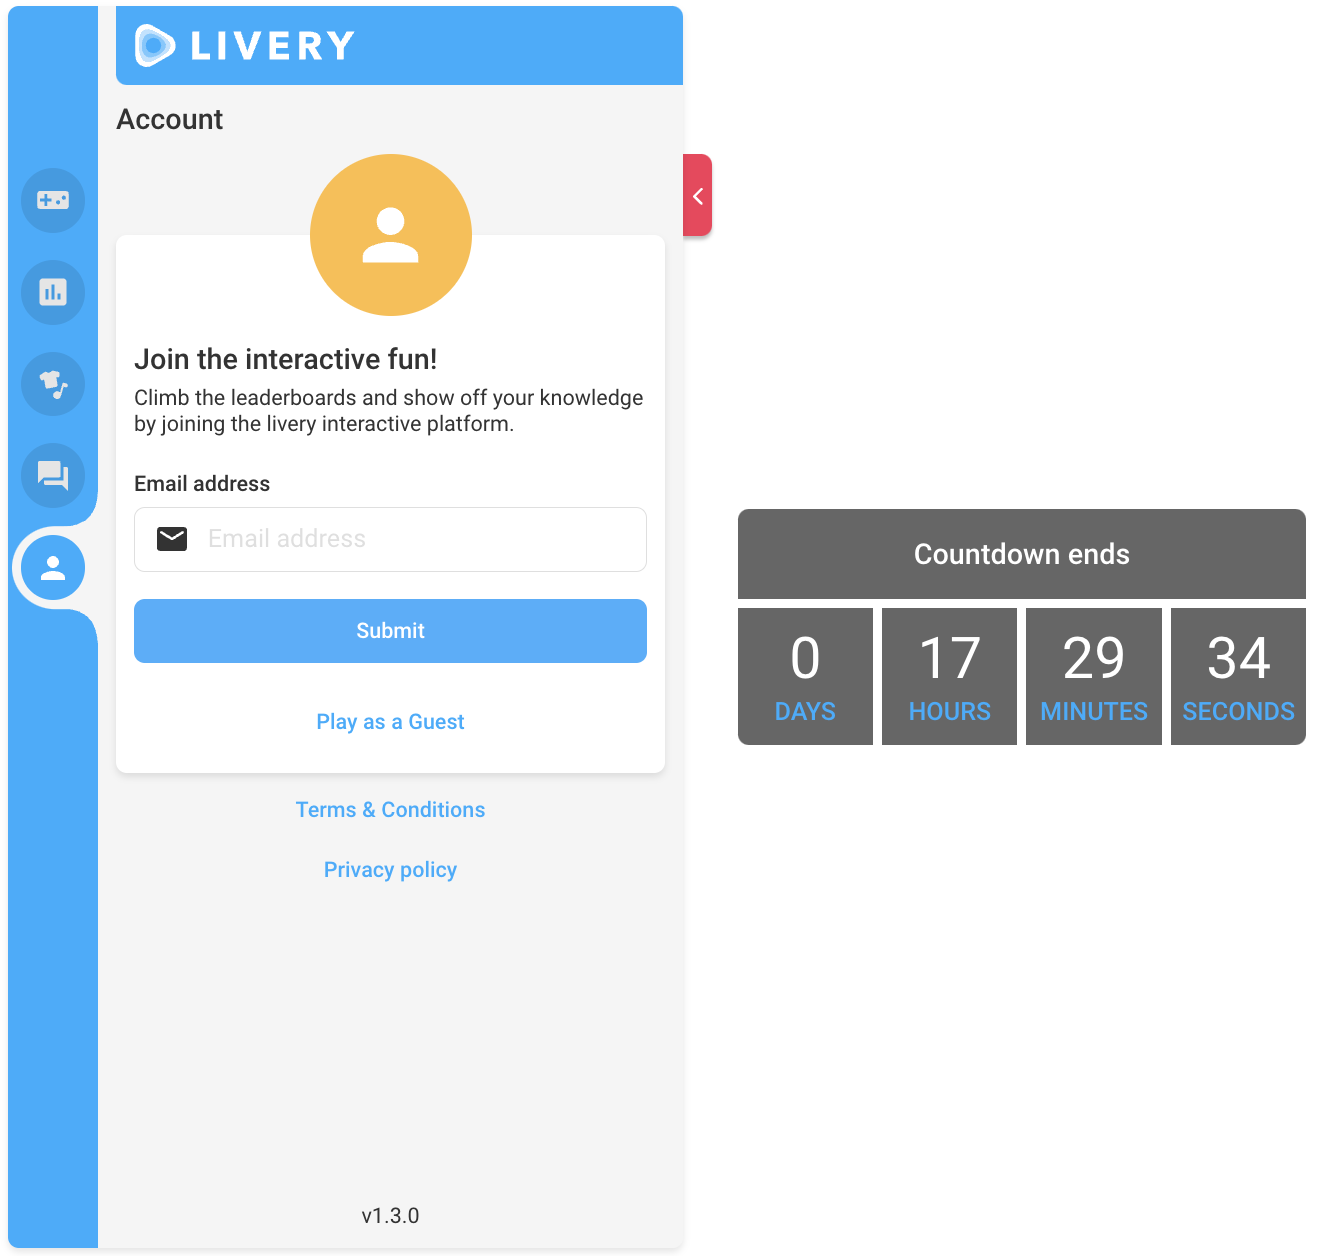 LIVERY
Account
Join the interactive fun!
Climb the leaderboards and show off your knowledge
by joining the livery interactive platform.
Email address
Email address
Submit
Play as a Guest
Terms & Conditions
Privacy policy
v1.3.0
Countdown ends
0 17 29 34
DAYS HOURS MINUTES SECONDS